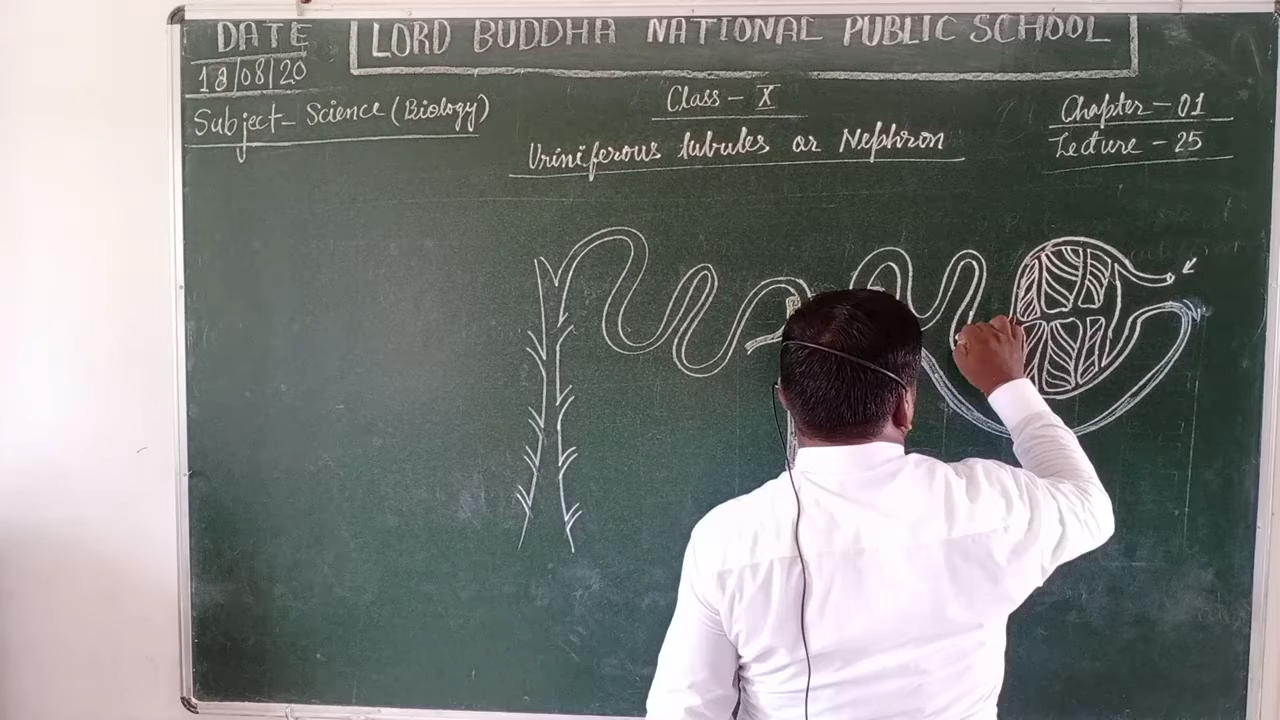 DATE
LORD BUDDHA NATIONAL PUBLIC SCHOOL
18/08/20
Subject- Science (Biology)
Class - X
Chapter - 01
Uriniferous tubules or Nephron
Lecture - 25